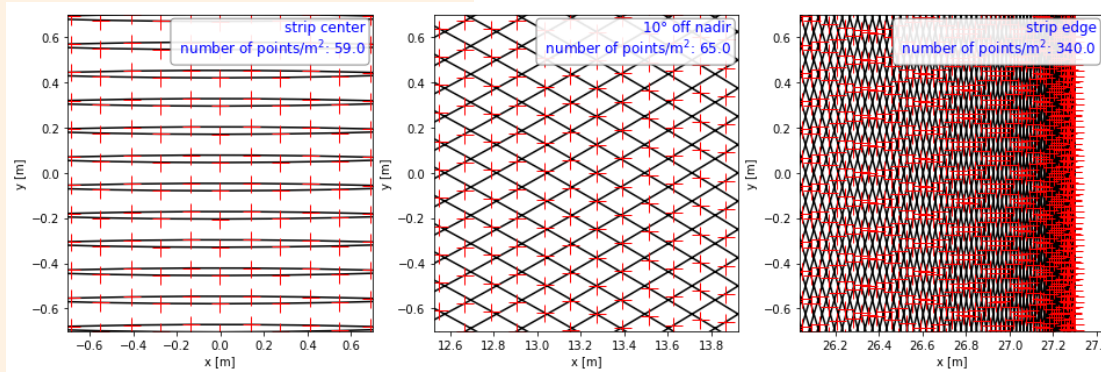 strip center
number of points/m²: 59.0
0.6
0.4
0.2
0.0
−0.2
−0.4
−0.6
y [m]
−0.6 −0.4 −0.2 0.0 0.2 0.4 0.6
x [m]
10° off nadir
number of points/m²: 65.0
0.6
0.4
0.2
0.0
−0.2
−0.4
−0.6
y [m]
12.6 12.8 13.0 13.2 13.4 13.6 13.8
x [m]
strip edge
number of points/m²: 340.0
0.6
0.4
0.2
0.0
−0.2
−0.4
−0.6
y [m]
26.2 26.4 26.6 26.8 27.0 27.2
x [m]